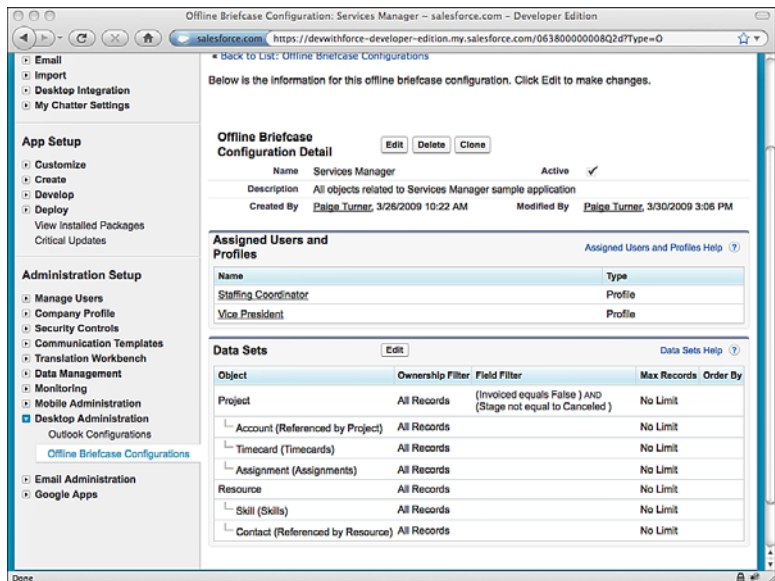 Offline Briefcase Configuration: Services Manager – salesforce.com – Developer Edition
salesforce.com https://devwithforce-developer-edition.my.salesforce.com/063800000008Q2d?Type=O
Email
Import
Desktop Integration
My Chatter Settings
App Setup
Customize
Create
Develop
Deploy
View Installed Packages
Critical Updates
Administration Setup
Manage Users
Company Profile
Security Controls
Communication Templates
Translation Workbench
Data Management
Monitoring
Mobile Administration
Desktop Administration
Outlook Configurations
Offline Briefcase Configurations
Email Administration
Google Apps
« Back to List: Offline Briefcase Configurations
Below is the information for this offline briefcase configuration. Click Edit to make changes.
Offline Briefcase
Configuration Detail
Edit Delete Clone
Name Services Manager Active ✓
Description All objects related to Services Manager sample application
Created By Paige Turner, 3/26/2009 10:22 AM Modified By Paige Turner, 3/30/2009 3:06 PM
Assigned Users and
Profiles
Assigned Users and Profiles Help ?
Name Type
Staffing Coordinator Profile
Vice President Profile
Data Sets Edit Data Sets Help ?
Object Ownership Filter Field Filter Max Records Order By
Project All Records (Invoiced equals False ) AND
(Stage not equal to Canceled ) No Limit
Account (Referenced by Project) All Records No Limit
Timecard (Timecards) All Records No Limit
Assignment (Assignments) All Records No Limit
Resource All Records No Limit
Skill (Skills) All Records No Limit
Contact (Referenced by Resource) All Records No Limit
Done